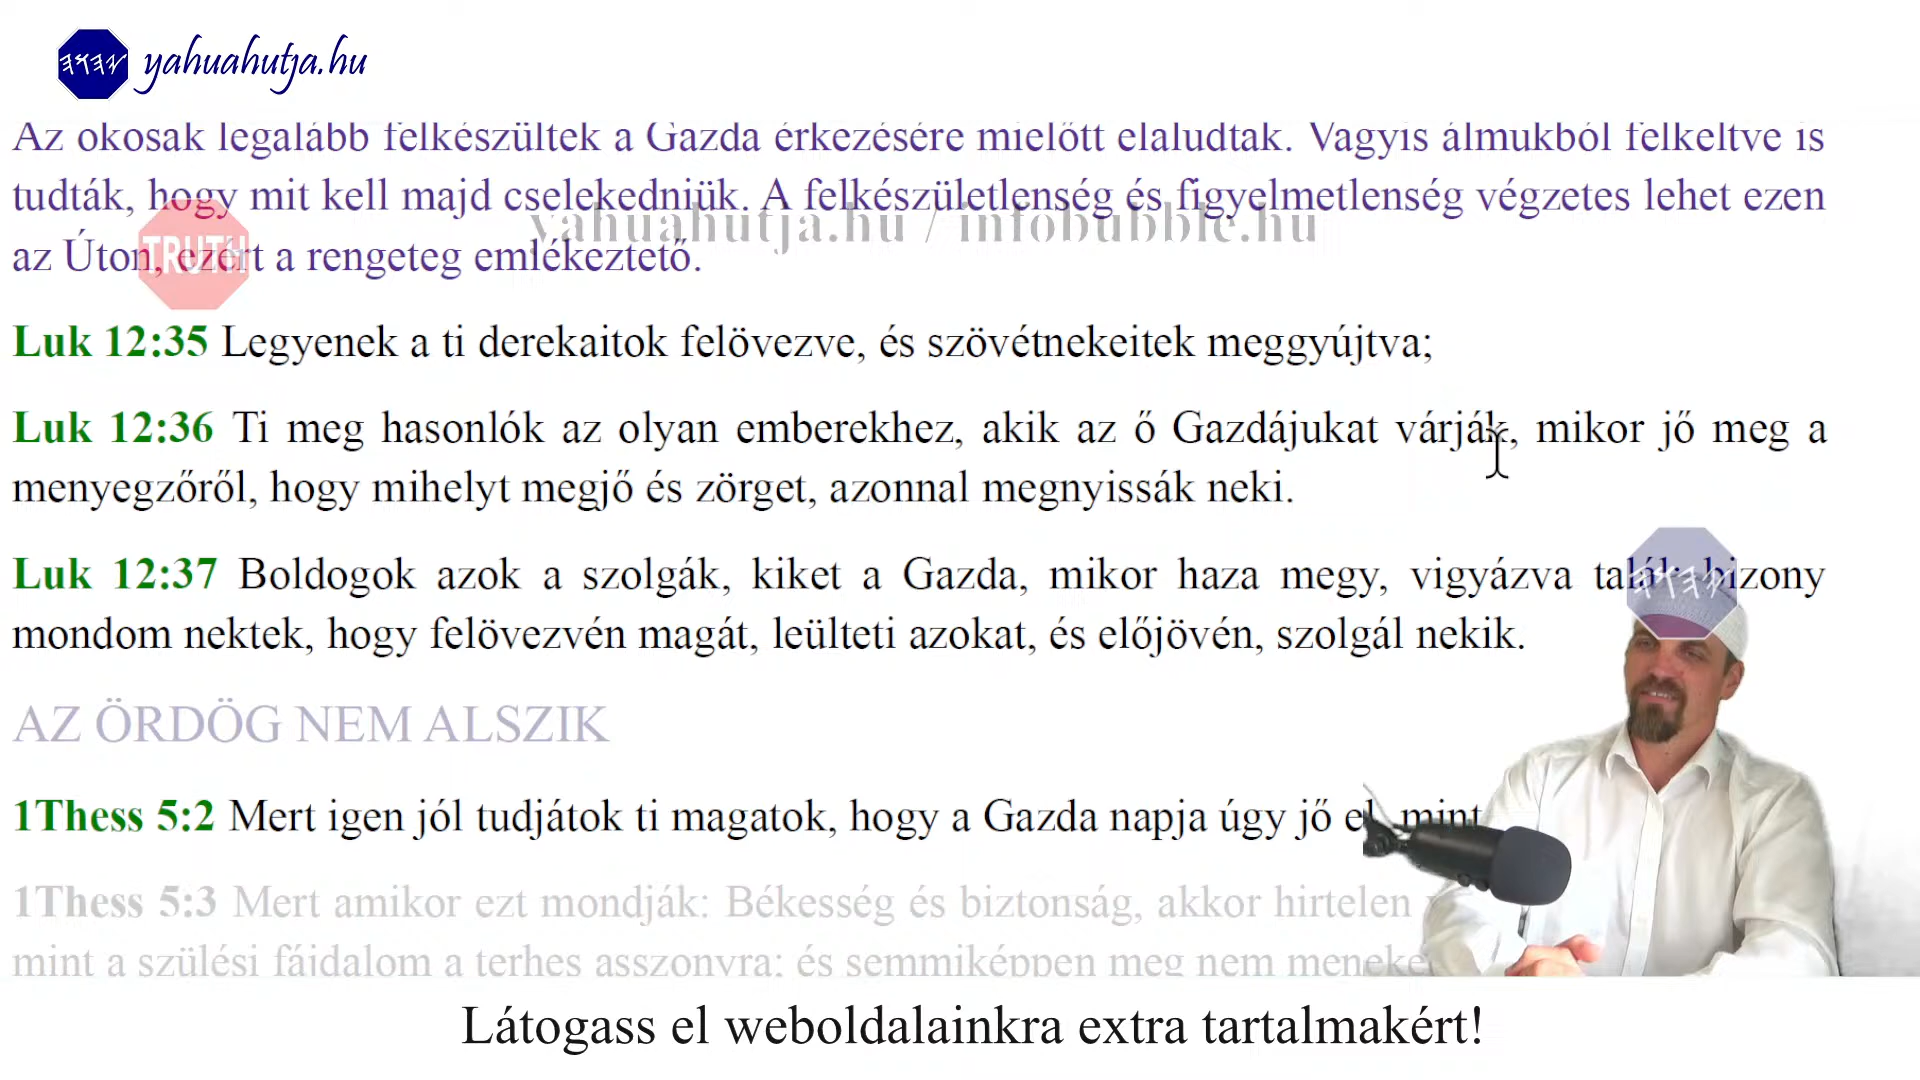 yahuahutja.hu
Az okosak legalább felkészültek a Gazda érkezésére mielőtt elaludtak. Vagyis álmukból felkeltve is
tudták, hogy mit kell majd cselekedniük. A felkészületlenség és figyelmetlenség végzetes lehet ezen
yahuahutja.hu / infobubble.hu
TRUTH
az Úton, ezért a rengeteg emlékeztető.
Luk 12:35 Legyenek a ti derekaitok felövezve, és szövétnekeitek meggyújtva;
Luk 12:36 Ti meg hasonlók az olyan emberekhez, akik az ő Gazdájukat várják, mikor jő meg a
menyegzőről, hogy mihelyt megjő és zörget, azonnal megnyissák neki.
Luk 12:37 Boldogok azok a szolgák, kiket a Gazda, mikor haza megy, vigyázva talál: bizony
mondom nektek, hogy felövezvén magát, leülteti azokat, és előjövén, szolgál nekik.
AZ ÖRDÖG NEM ALSZIK
1Thess 5:2 Mert igen jól tudjátok ti magatok, hogy a Gazda napja úgy jő el, mint
1Thess 5:3 Mert amikor ezt mondják: Békesség és biztonság, akkor hirtelen
mint a szülési fájdalom a terhes asszonyra; és semmiképpen meg nem meneke
Látogass el weboldalainkra extra tartalmakért!